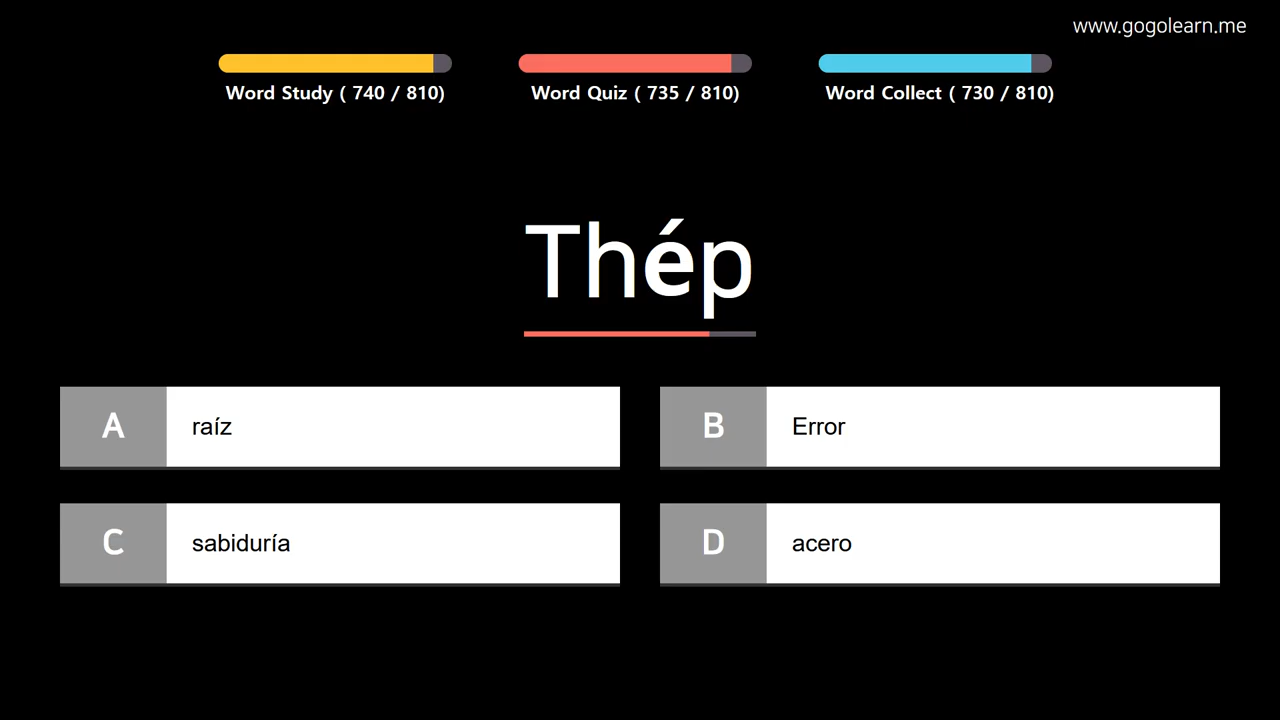 www.gogolearn.me
Word Study ( 740 / 810)
Word Quiz ( 735 / 810)
Word Collect ( 730 / 810)
Thép
A raíz
B Error
C sabiduría
D acero